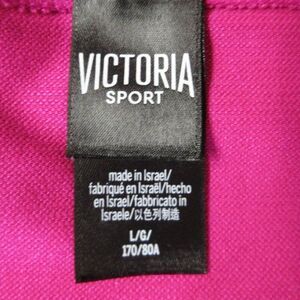 VICTORIA
SPORT
made in Israel/
fabriqué en Israël/hecho
en Israel/fabbricato in
Israele/以色列制造
L/G/
170/80A